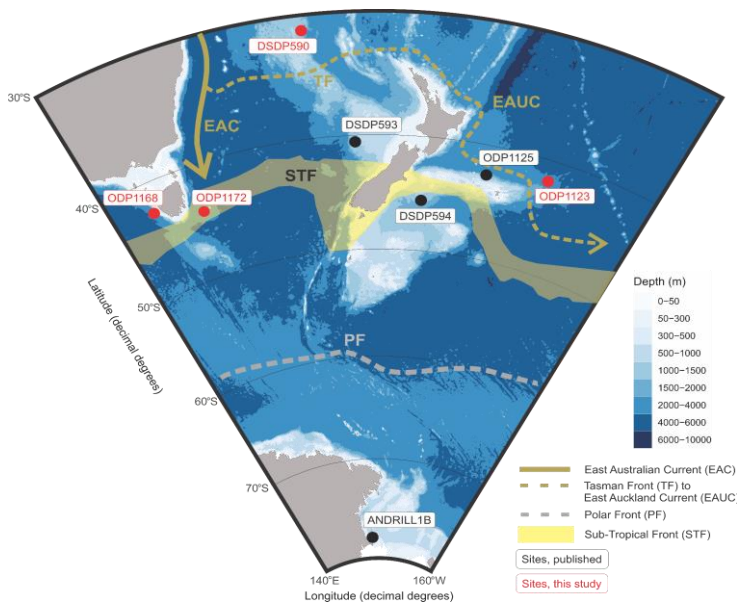 DSDP590
TF
30°S
EAUC
EAC
DSDP593
ODP1125
STF
ODP1168
ODP1172
ODP1123
40°S
DSDP594
Latitude (decimal degrees)
50°S
Depth (m)
0−50
50−300
300−500
500−1000
1000−1500
1500−2000
2000−4000
4000−6000
6000−10000
PF
60°S
70°S
East Australian Current (EAC)
Tasman Front (TF) to
East Auckland Current (EAUC)
Polar Front (PF)
Sub-Tropical Front (STF)
ANDRILL1B
Sites, published
Sites, this study
140°E
160°W
Longitude (decimal degrees)